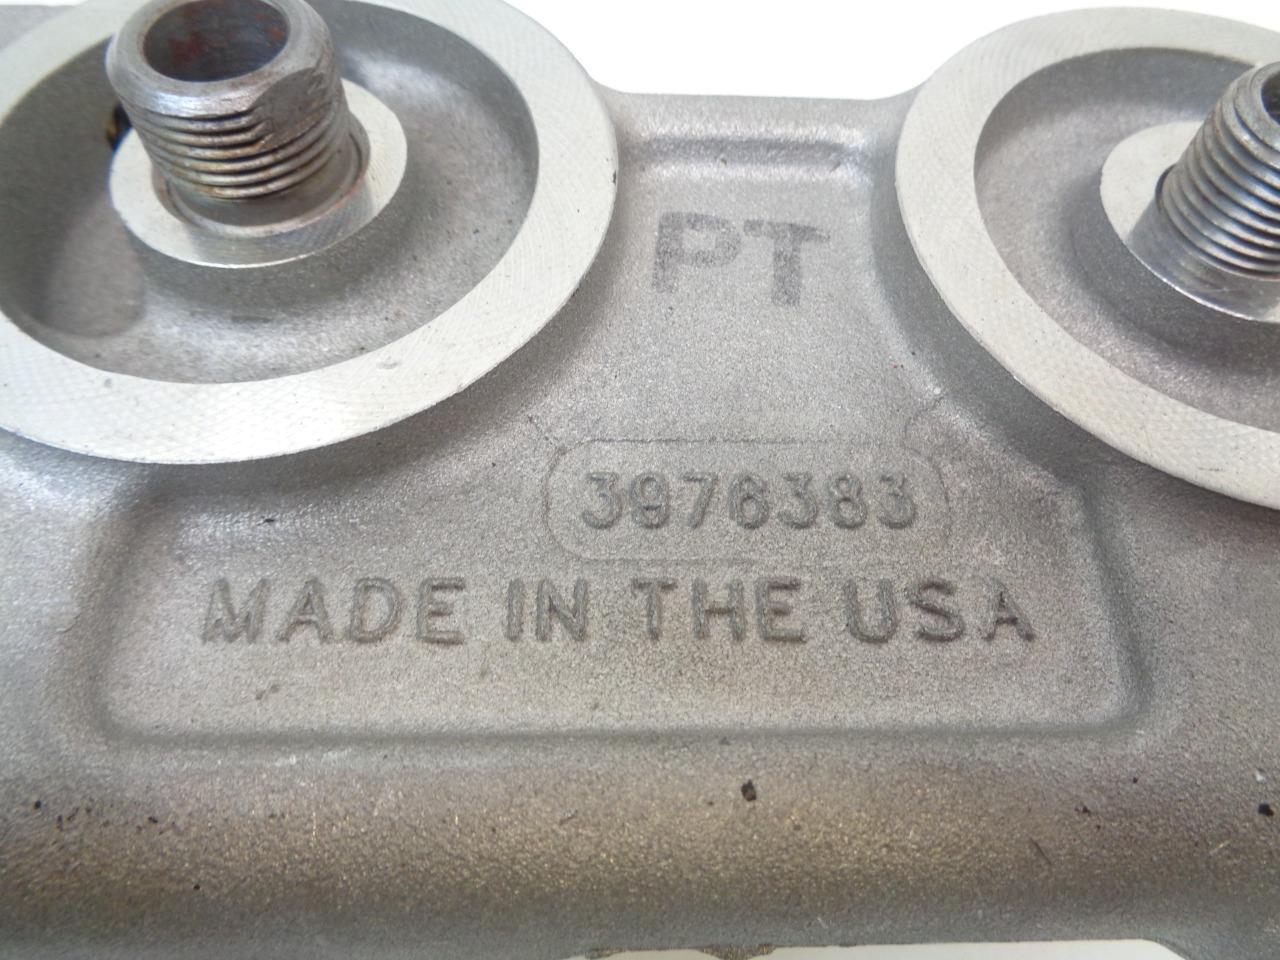 PT
3976383
MADE IN THE USA